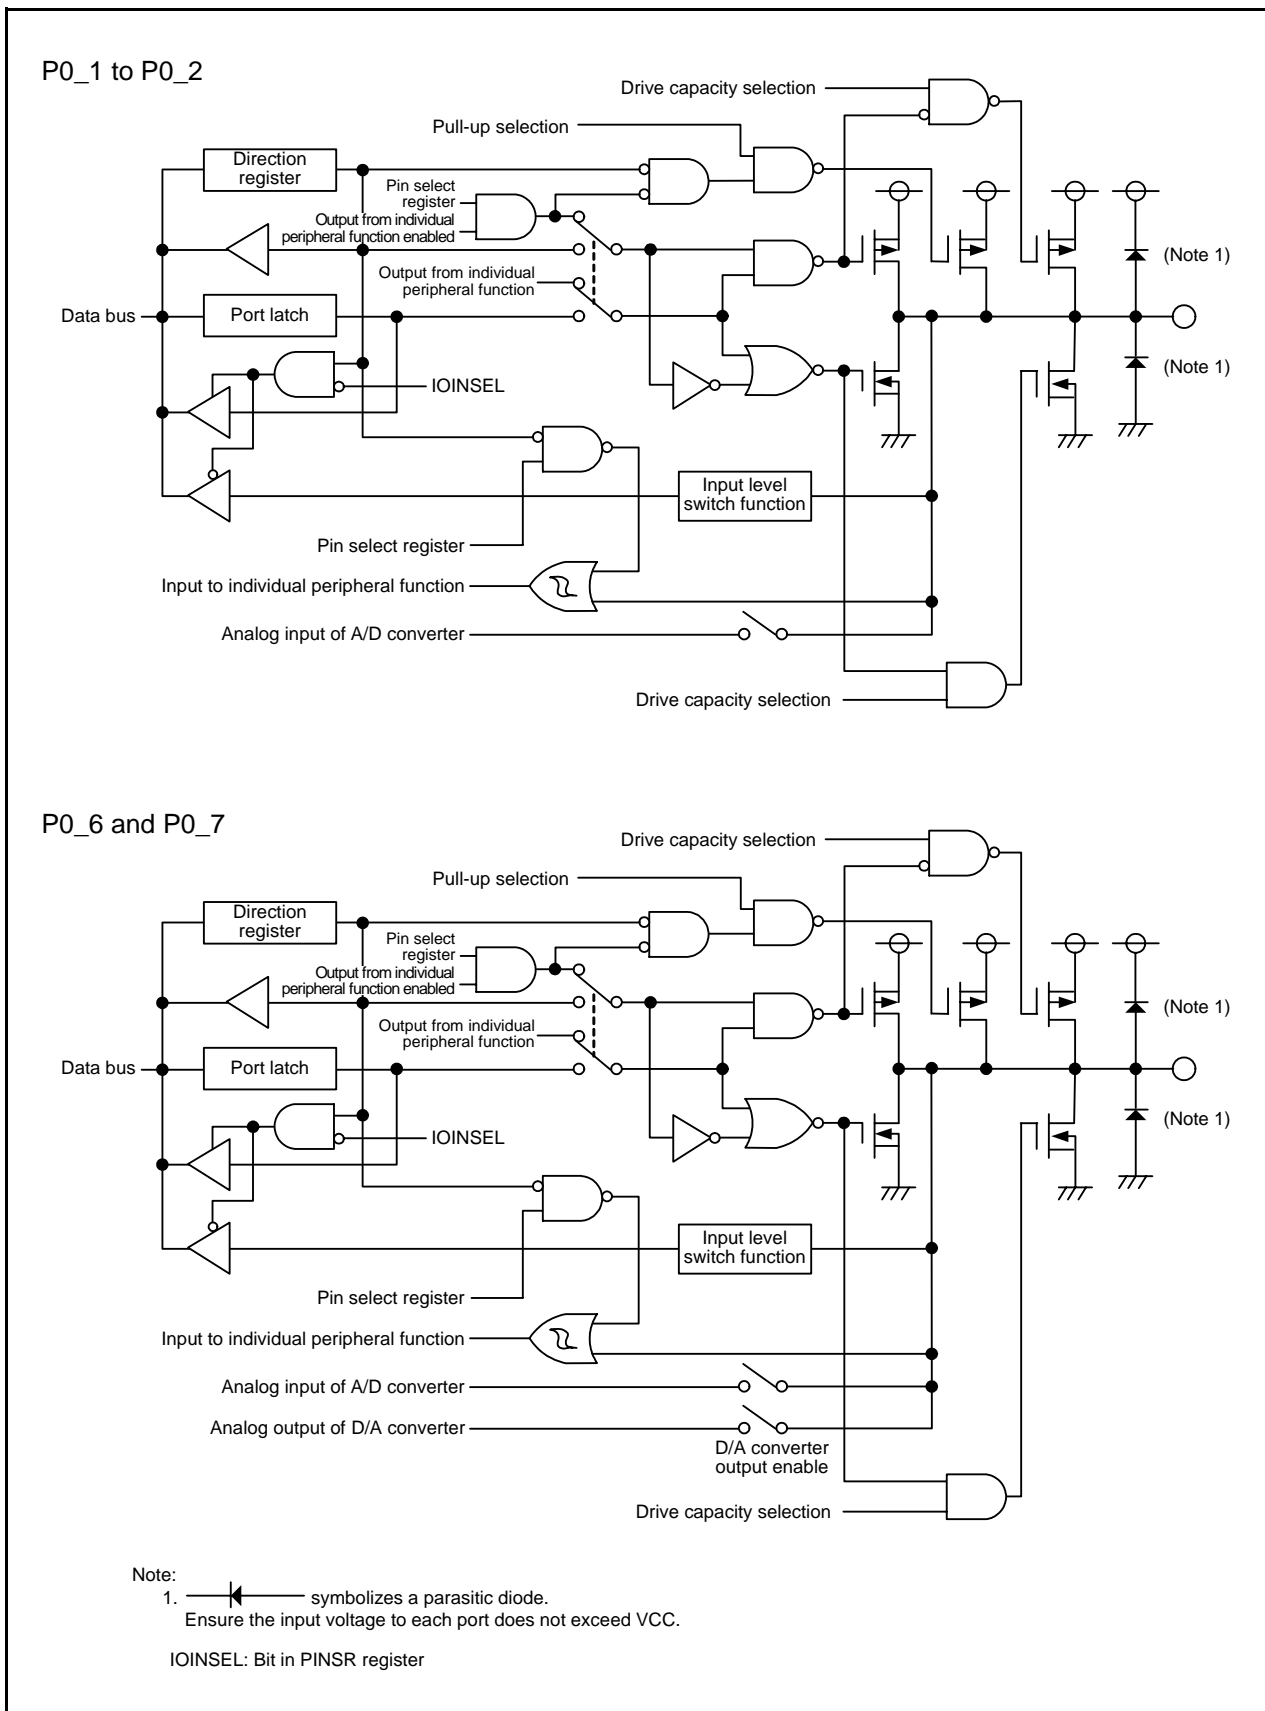 P0_1 to P0_2
Drive capacity selection
Pull-up selection
Direction
register
Pin select
register
Output from individual
peripheral function enabled
(Note 1)
Output from individual
peripheral function
Data bus
Port latch
(Note 1)
IOINSEL
Input level
switch function
Pin select register
Input to individual peripheral function
Analog input of A/D converter
Drive capacity selection
P0_6 and P0_7
Drive capacity selection
Pull-up selection
Direction
register
Pin select
register
Output from individual
peripheral function enabled
(Note 1)
Output from individual
peripheral function
Data bus
Port latch
(Note 1)
IOINSEL
Input level
switch function
Pin select register
Input to individual peripheral function
Analog input of A/D converter
Analog output of D/A converter
D/A converter
output enable
Drive capacity selection
Note:
1. symbolizes a parasitic diode.
Ensure the input voltage to each port does not exceed VCC.
IOINSEL: Bit in PINSR register